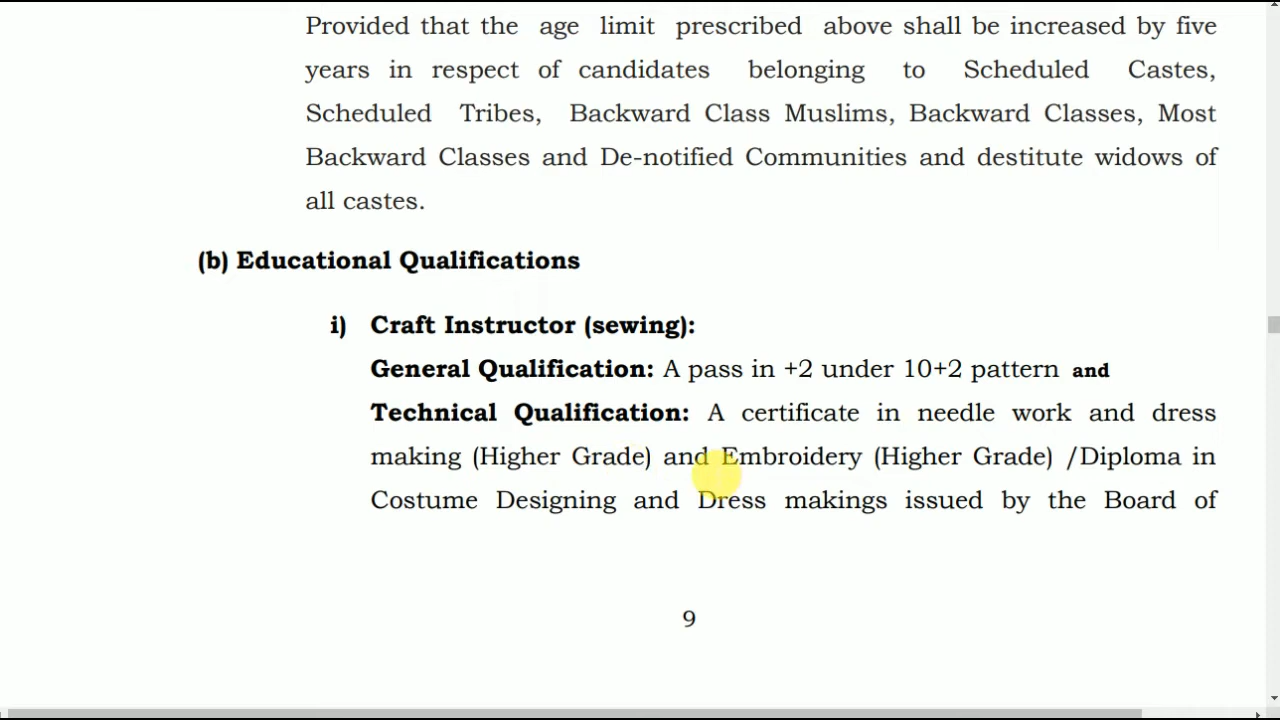 Provided that the age limit prescribed above shall be increased by five
years in respect of candidates belonging to Scheduled Castes,
Scheduled Tribes, Backward Class Muslims, Backward Classes, Most
Backward Classes and De-notified Communities and destitute widows of
all castes.
(b) Educational Qualifications
i) Craft Instructor (sewing):
General Qualification: A pass in +2 under 10+2 pattern and
Technical Qualification: A certificate in needle work and dress
making (Higher Grade) and Embroidery (Higher Grade) /Diploma in
Costume Designing and Dress makings issued by the Board of
9